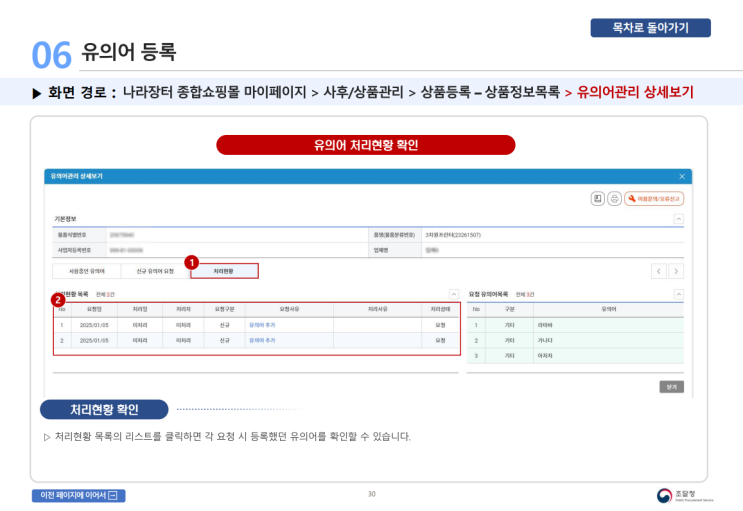 목차로 돌아가기
06 유의어 등록
▶ 화면 경로 : 나라장터 종합쇼핑몰 마이페이지 > 사후/상품관리 > 상품등록 – 상품정보목록 > 유의어관리 상세보기
유의어 처리현황 확인
유의어관리 상세보기
이용문의/오류신고
기본정보
물품식별번호 품명(물품분류번호) 3차원프린터(23261507)
사업자등록번호 업체명
1
사용중인 유의어 신규 유의어 요청 처리현황
2
처리현황 목록 전체 2건
No 요청일 처리일 처리자 요청구분 요청사유 처리사유 처리상태
1 2025/01/05 미처리 미처리 신규 유의어 추가 요청
2 2025/01/05 미처리 미처리 신규 유의어 추가 요청
요청 유의어목록 전체 3건
No 구분 유의어
1 기타 라마바
2 기타 가나다
3 기타 아자차
닫기
처리현황 확인
▷ 처리현황 목록의 리스트를 클릭하면 각 요청 시 등록했던 유의어를 확인할 수 있습니다.
이전 페이지에 이어서
30
조달청
Public Procurement Service